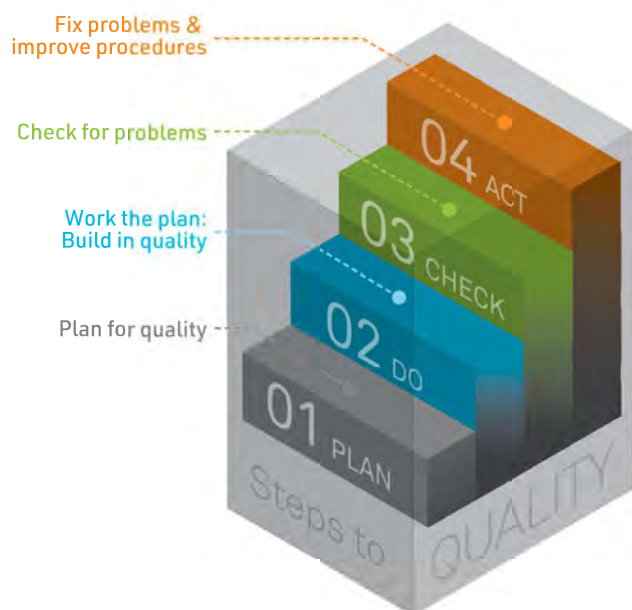 Fix problems &
improve procedures
Check for problems
Work the plan:
Build in quality
Plan for quality
04 ACT
03 CHECK
02 DO
01 PLAN
Steps to QUALITY